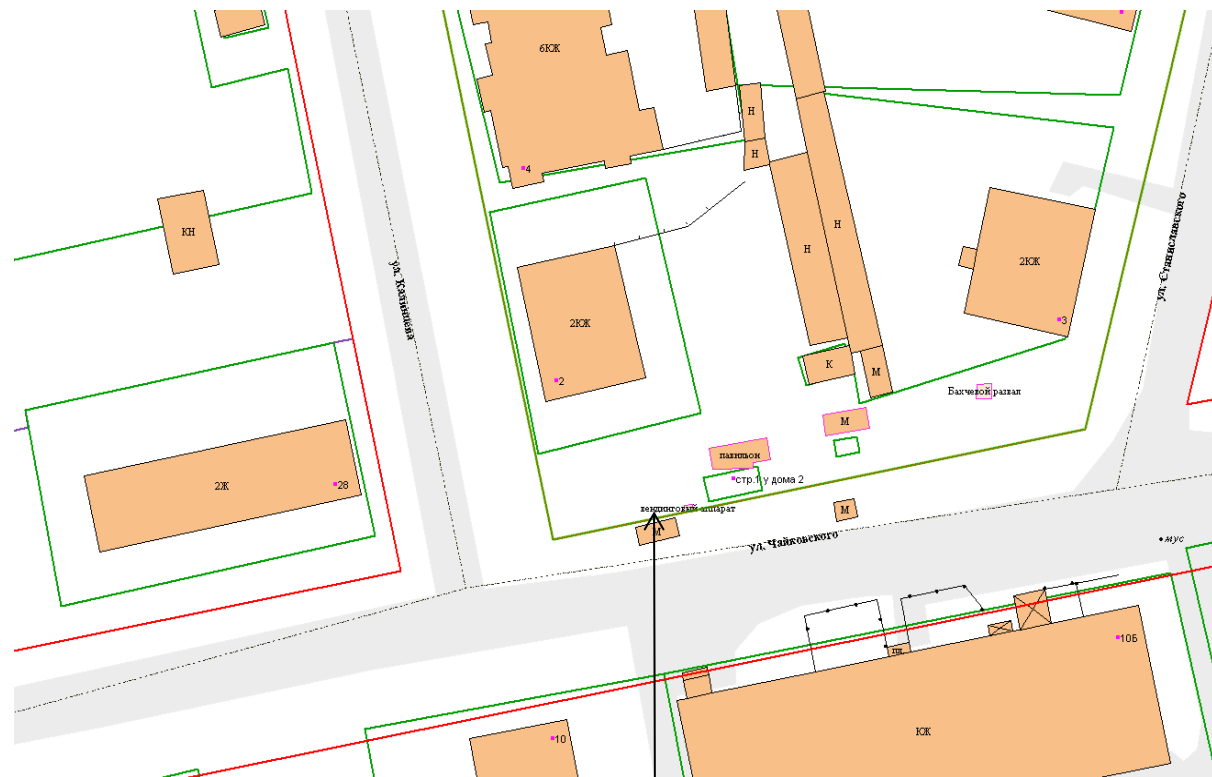 6КЖ
Н
Н
4
КН
Н
Н
ул. Станиславского
2КЖ
ул. Калинина
2КЖ
3
К
М
2
Бахчевой развал
М
павильон
2Ж
28
стр.1 у дома 2
вендинговый аппарат
М
М
ул. Чайковского
мус
10Б
пд
КЖ
10